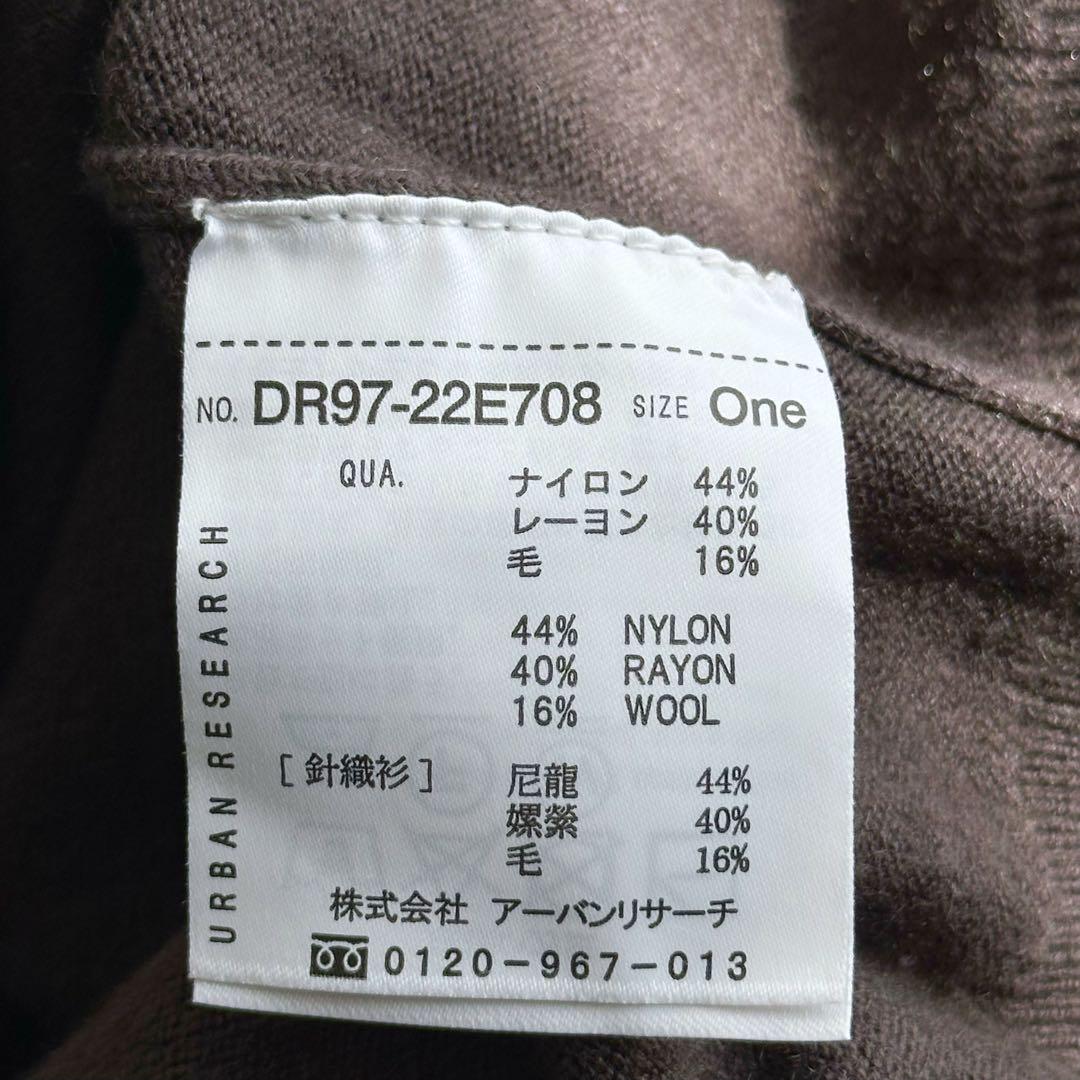 NO. DR97-22E708 SIZE One
QUA.
ナイロン 44%
レーヨン 40%
毛 16%
44% NYLON
40% RAYON
16% WOOL
[針織衫] 尼龍 44%
嫘縈 40%
毛 16%
株式会社 アーバンリサーチ
0120-967-013
URBAN RESEARCH